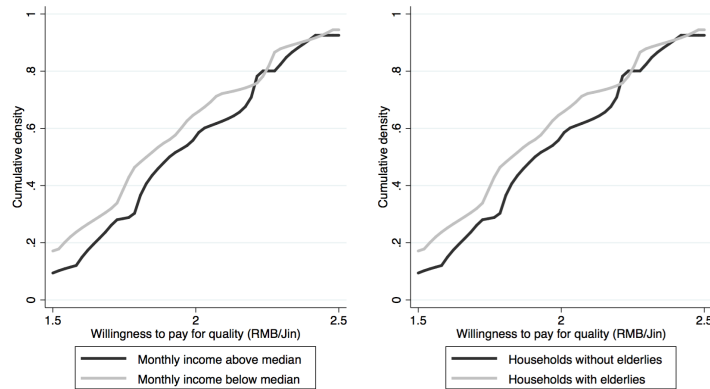 1
.8
.6
.4
.2
0
Cumulative density
1.5 2 2.5
Willingness to pay for quality (RMB/Jin)
Monthly income above median
Monthly income below median
1
.8
.6
.4
.2
0
Cumulative density
1.5 2 2.5
Willingness to pay for quality (RMB/Jin)
Households without elderlies
Households with elderlies